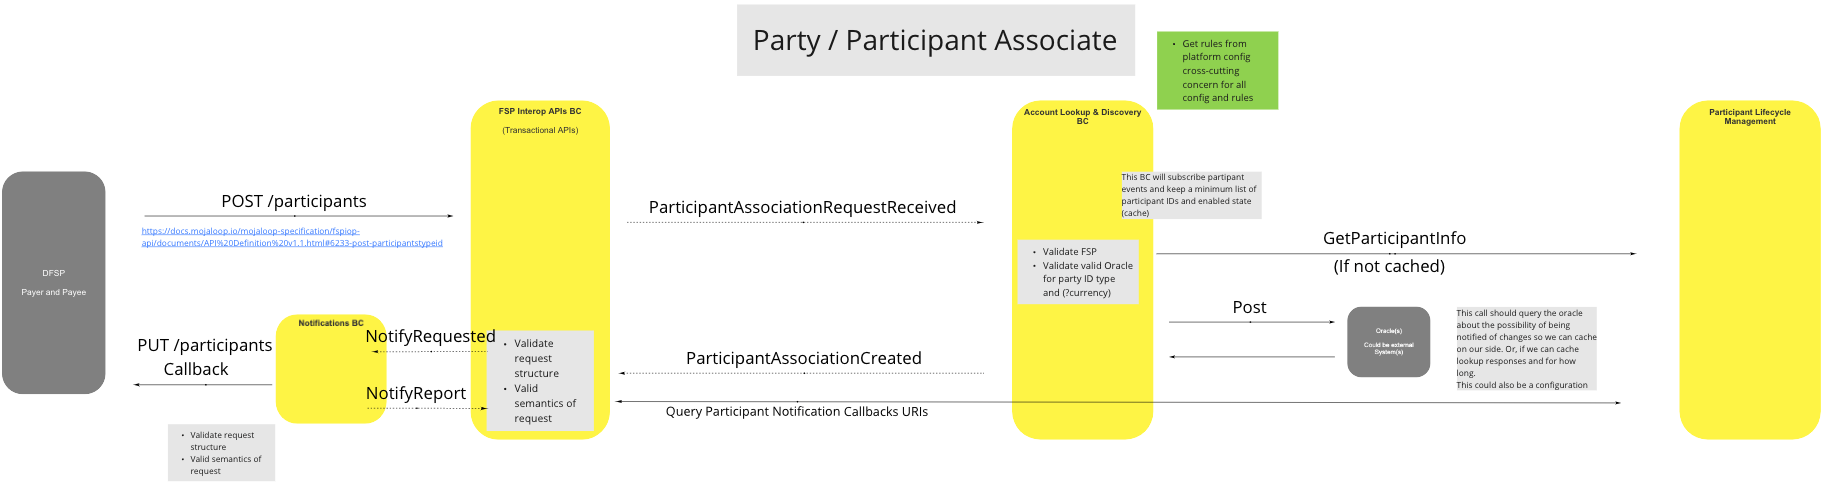 Party / Participant Associate
• Get rules from
platform config
cross-cutting
concern for all
config and rules
FSP Interop APIs BC
(Transactional APIs)
Account Lookup & Discovery
BC
Participant Lifecycle
Management
This BC will subscribe partipant
events and keep a minimum list of
participant IDs and enabled state
(cache)
POST /participants
https://docs.mojaloop.io/mojaloop-specification/fspiop-
api/documents/API%20Definition%20v1.1.html#6233-post-participantstypeid
ParticipantAssociationRequestReceived
GetParticipantInfo
(If not cached)
• Validate FSP
• Validate valid Oracle
for party ID type
and (?currency)
DFSP
Payer and Payee
Post
Oracle(s)
Could be external
System(s)
This call should query the oracle
about the possibility of being
notified of changes so we can cache
on our side. Or, if we can cache
lookup responses and for how
long.
This could also be a configuration
Notifications BC
NotifyRequested
• Validate
request
structure
• Valid
semantics of
request
PUT /participants
Callback
ParticipantAssociationCreated
NotifyReport
Query Participant Notification Callbacks URIs
• Validate request
structure
• Valid semantics of
request